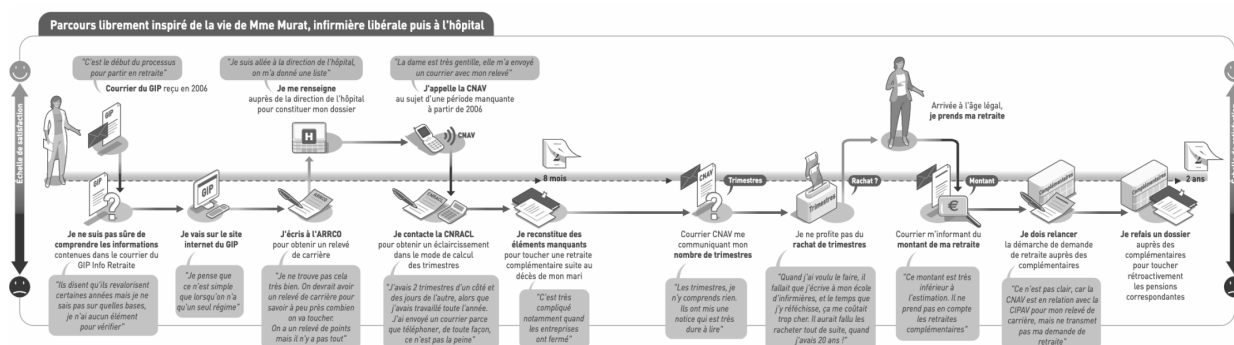 Parcours librement inspiré de la vie de Mme Murat, infirmière libérale puis à l'hôpital
Échelle de satisfaction
"C'est le début du processus
pour partir en retraite"
Courrier du GIP reçu en 2006
GIP
GIP
Je ne suis pas sûre de
comprendre les informations
contenues dans le courrier du
GIP Info Retraite
"Ils disent qu'ils revalorisent
certaines années mais je ne
sais pas sur quelles bases,
je n'ai aucun élément
pour vérifier"
GIP
Je vais sur le site
internet du GIP
"Je pense que
ce n'est simple
que lorsqu'on n'a
qu'un seul régime"
"Je suis allée à la direction de l'hôpital,
on m'a donné une liste"
Je me renseigne
auprès de la direction de l'hôpital
pour constituer mon dossier
H
ARRCO
J'écris à l'ARRCO
pour obtenir un relevé
de carrière
"Je ne trouve pas cela
très bien. On devrait avoir
un relevé de carrière pour
savoir à peu près combien
on va toucher.
On a un relevé de points
mais il n'y a pas tout"
"La dame est très gentille, elle m'a envoyé
un courrier avec mon relevé"
J'appelle la CNAV
au sujet d'une période manquante
à partir de 2006
CNAV
CNRACL
Je contacte la CNRACL
pour obtenir un éclaircissement
dans le mode de calcul
des trimestres
"J'avais 2 trimestres d'un côté et
des jours de l'autre, alors que
j'avais travaillé toute l'année.
J'ai envoyé un courrier parce
que téléphoner, de toute façon,
ce n'est pas la peine"
2
8 mois
Je reconstitue des
éléments manquants
pour toucher une retraite
complémentaire suite au
décès de mon mari
"C'est très
compliqué
notamment quand
les entreprises
ont fermé"
CNAV
Trimestres
Courrier CNAV me
communiquant mon
nombre de trimestres
"Les trimestres, je
n'y comprends rien.
Ils ont mis une
notice qui est très
dure à lire"
Rachat ?
Trimestres
Je ne profite pas du
rachat de trimestres
"Quand j'ai voulu le faire, il
fallait que j'écrive à mon école
d'infirmières, et le temps que
j'y réfléchisse, ça me coûtait
trop cher. Il aurait fallu les
racheter tout de suite, quand
j'avais 20 ans !"
Arrivée à l'âge légal,
je prends ma retraite
Montant
€
Courrier m'informant du
montant de ma retraite
"Ce montant est très
inférieur à
l'estimation. Il ne
prend pas en compte
les retraites
complémentaires"
Complémentaires
Je dois relancer
la démarche de demande
de retraite auprès des
complémentaires
"Ce n'est pas clair, car la
CNAV est en relation avec la
CIPAV pour mon relevé de
carrière, mais ne transmet
pas ma demande de
retraite"
Complémentaires
2
2 ans
Je refais un dossier
auprès des
complémentaires
pour toucher
rétroactivement
les pensions
correspondantes